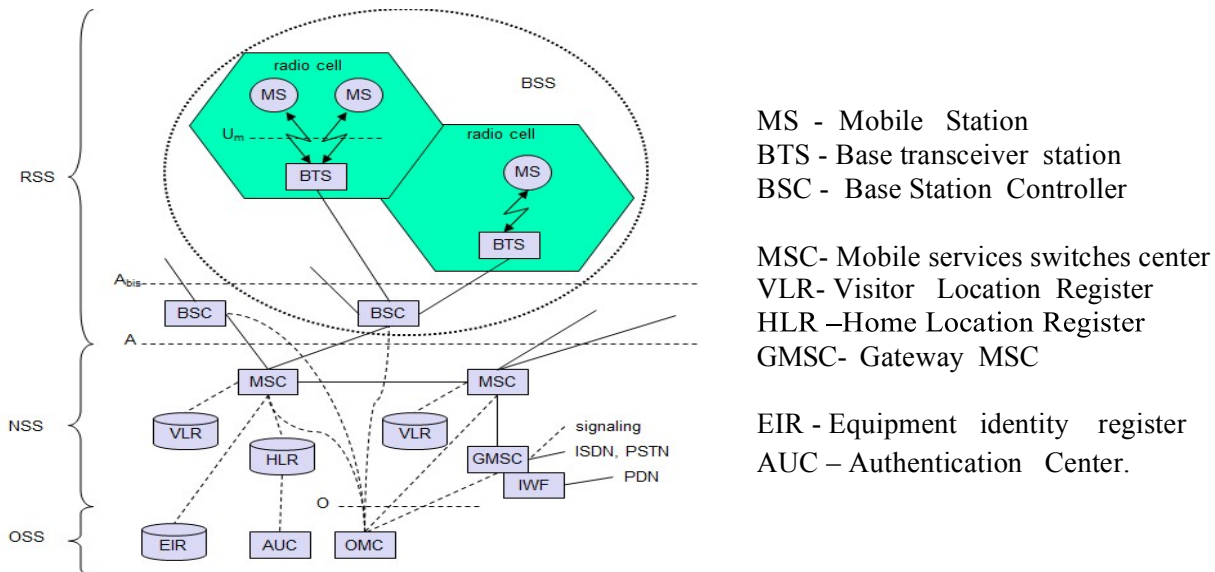 radio cell
BSS
MS MS
radio cell
U_m
BTS
MS
RSS
BTS
A_bis
BSC BSC
A
MSC MSC
NSS
VLR VLR
signaling
HLR
ISDN, PSTN
GMSC
IWF
PDN
O
OSS
EIR AUC OMC
MS - Mobile Station
BTS - Base transceiver station
BSC - Base Station Controller
MSC- Mobile services switches center
VLR- Visitor Location Register
HLR –Home Location Register
GMSC- Gateway MSC
EIR - Equipment identity register
AUC – Authentication Center.